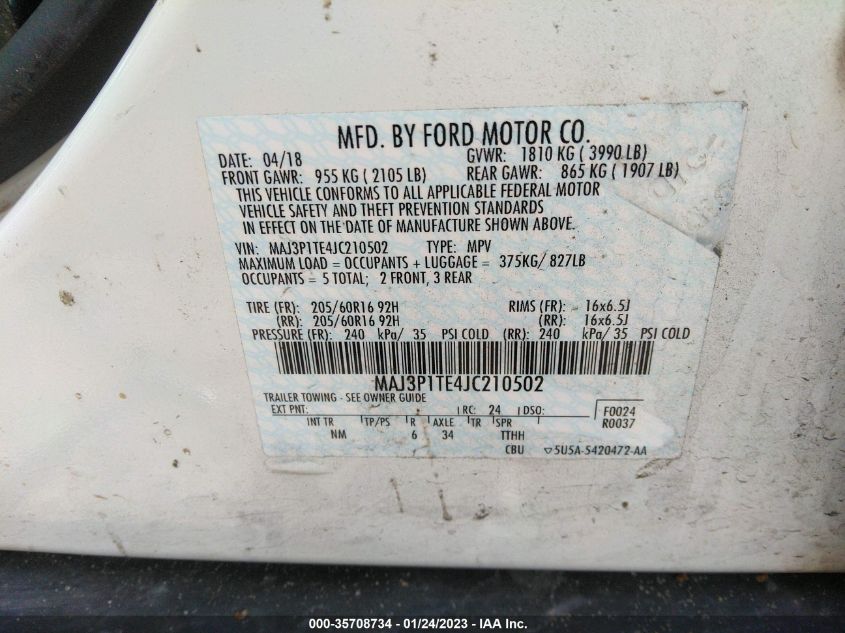 MFD. BY FORD MOTOR CO.
DATE: 04/18 GVWR: 1810 KG ( 3990 LB)
FRONT GAWR: 955 KG ( 2105 LB) REAR GAWR: 865 KG ( 1907 LB)
THIS VEHICLE CONFORMS TO ALL APPLICABLE FEDERAL MOTOR
VEHICLE SAFETY AND THEFT PREVENTION STANDARDS
IN EFFECT ON THE DATE OF MANUFACTURE SHOWN ABOVE.
VIN: MAJ3P1TE4JC210502 TYPE: MPV
MAXIMUM LOAD = OCCUPANTS + LUGGAGE = 375KG/ 827LB
OCCUPANTS = 5 TOTAL; 2 FRONT, 3 REAR
TIRE (FR): 205/60R16 92H RIMS (FR): 16x6.5J
(RR): 205/60R16 92H (RR): 16x6.5J
PRESSURE (FR): 240 kPa/ 35 PSI COLD (RR): 240 kPa/ 35 PSI COLD
MAJ3P1TE4JC210502
TRAILER TOWING - SEE OWNER GUIDE
EXT PNT: RC: 24 DSO: F0024
R0037
INT TR TP/PS R AXLE TR SPR
NM 6 34 TTHH
CBU ▽5U5A-5420472-AA
000-35708734 - 01/24/2023 - IAA Inc.